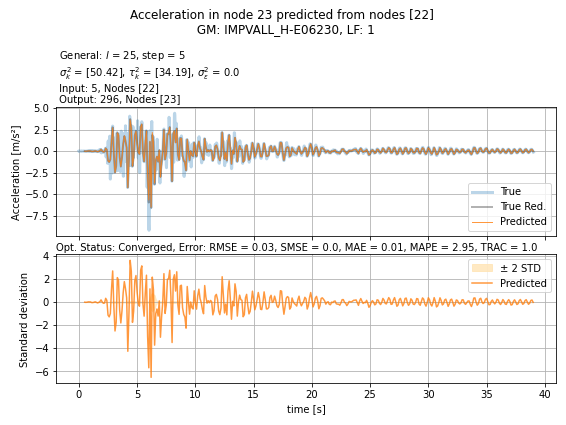 Acceleration in node 23 predicted from nodes [22]
GM: IMPVALL_H-E06230, LF: 1
General: l = 25, step = 5
σ²ₖ = [50.42], τ²ₖ = [34.19], σ²ε = 0.0
Input: 5, Nodes [22]
Output: 296, Nodes [23]
Acceleration [m/s²]
5.0
2.5
0.0
−2.5
−5.0
−7.5
True
True Red.
Predicted
Opt. Status: Converged, Error: RMSE = 0.03, SMSE = 0.0, MAE = 0.01, MAPE = 2.95, TRAC = 1.0
Standard deviation
4
2
0
−2
−4
−6
± 2 STD
Predicted
0 5 10 15 20 25 30 35 40
time [s]